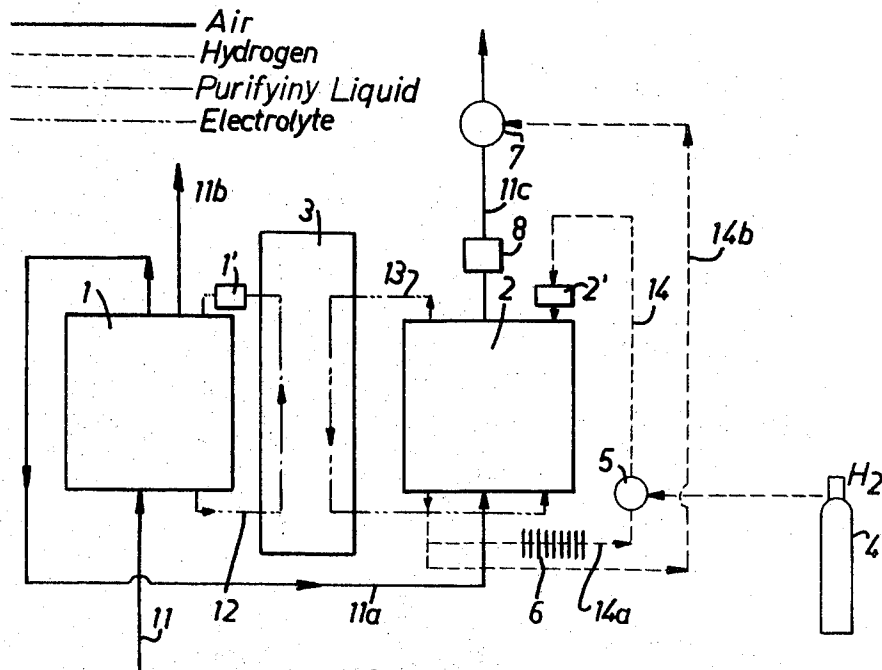 Air
Hydrogen
Purifyiny Liquid
Electrolyte
7
11b
11c
3
8
14b
1'
13
2
2'
14
1
5
H2
4
12
11a
6
14a
11